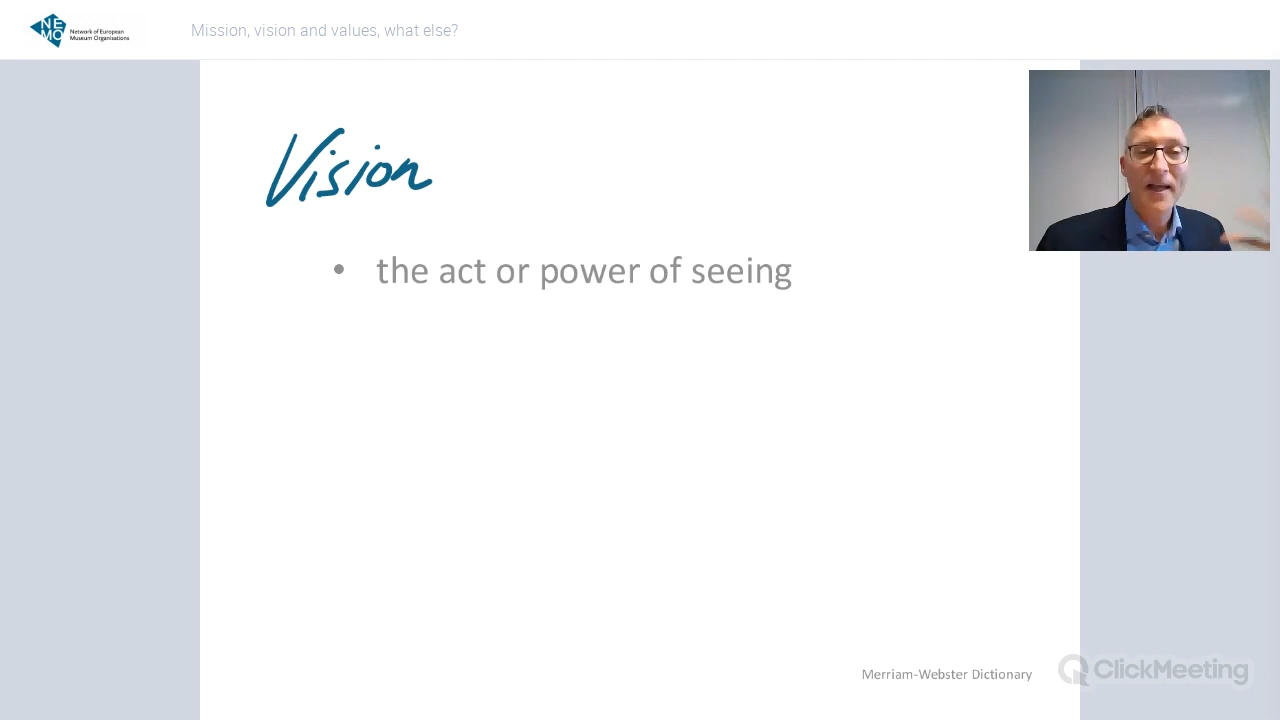 NE
MO
Network of European
Museum Organisations
Mission, vision and values, what else?
Vision
• the act or power of seeing
Merriam-Webster Dictionary
ClickMeeting